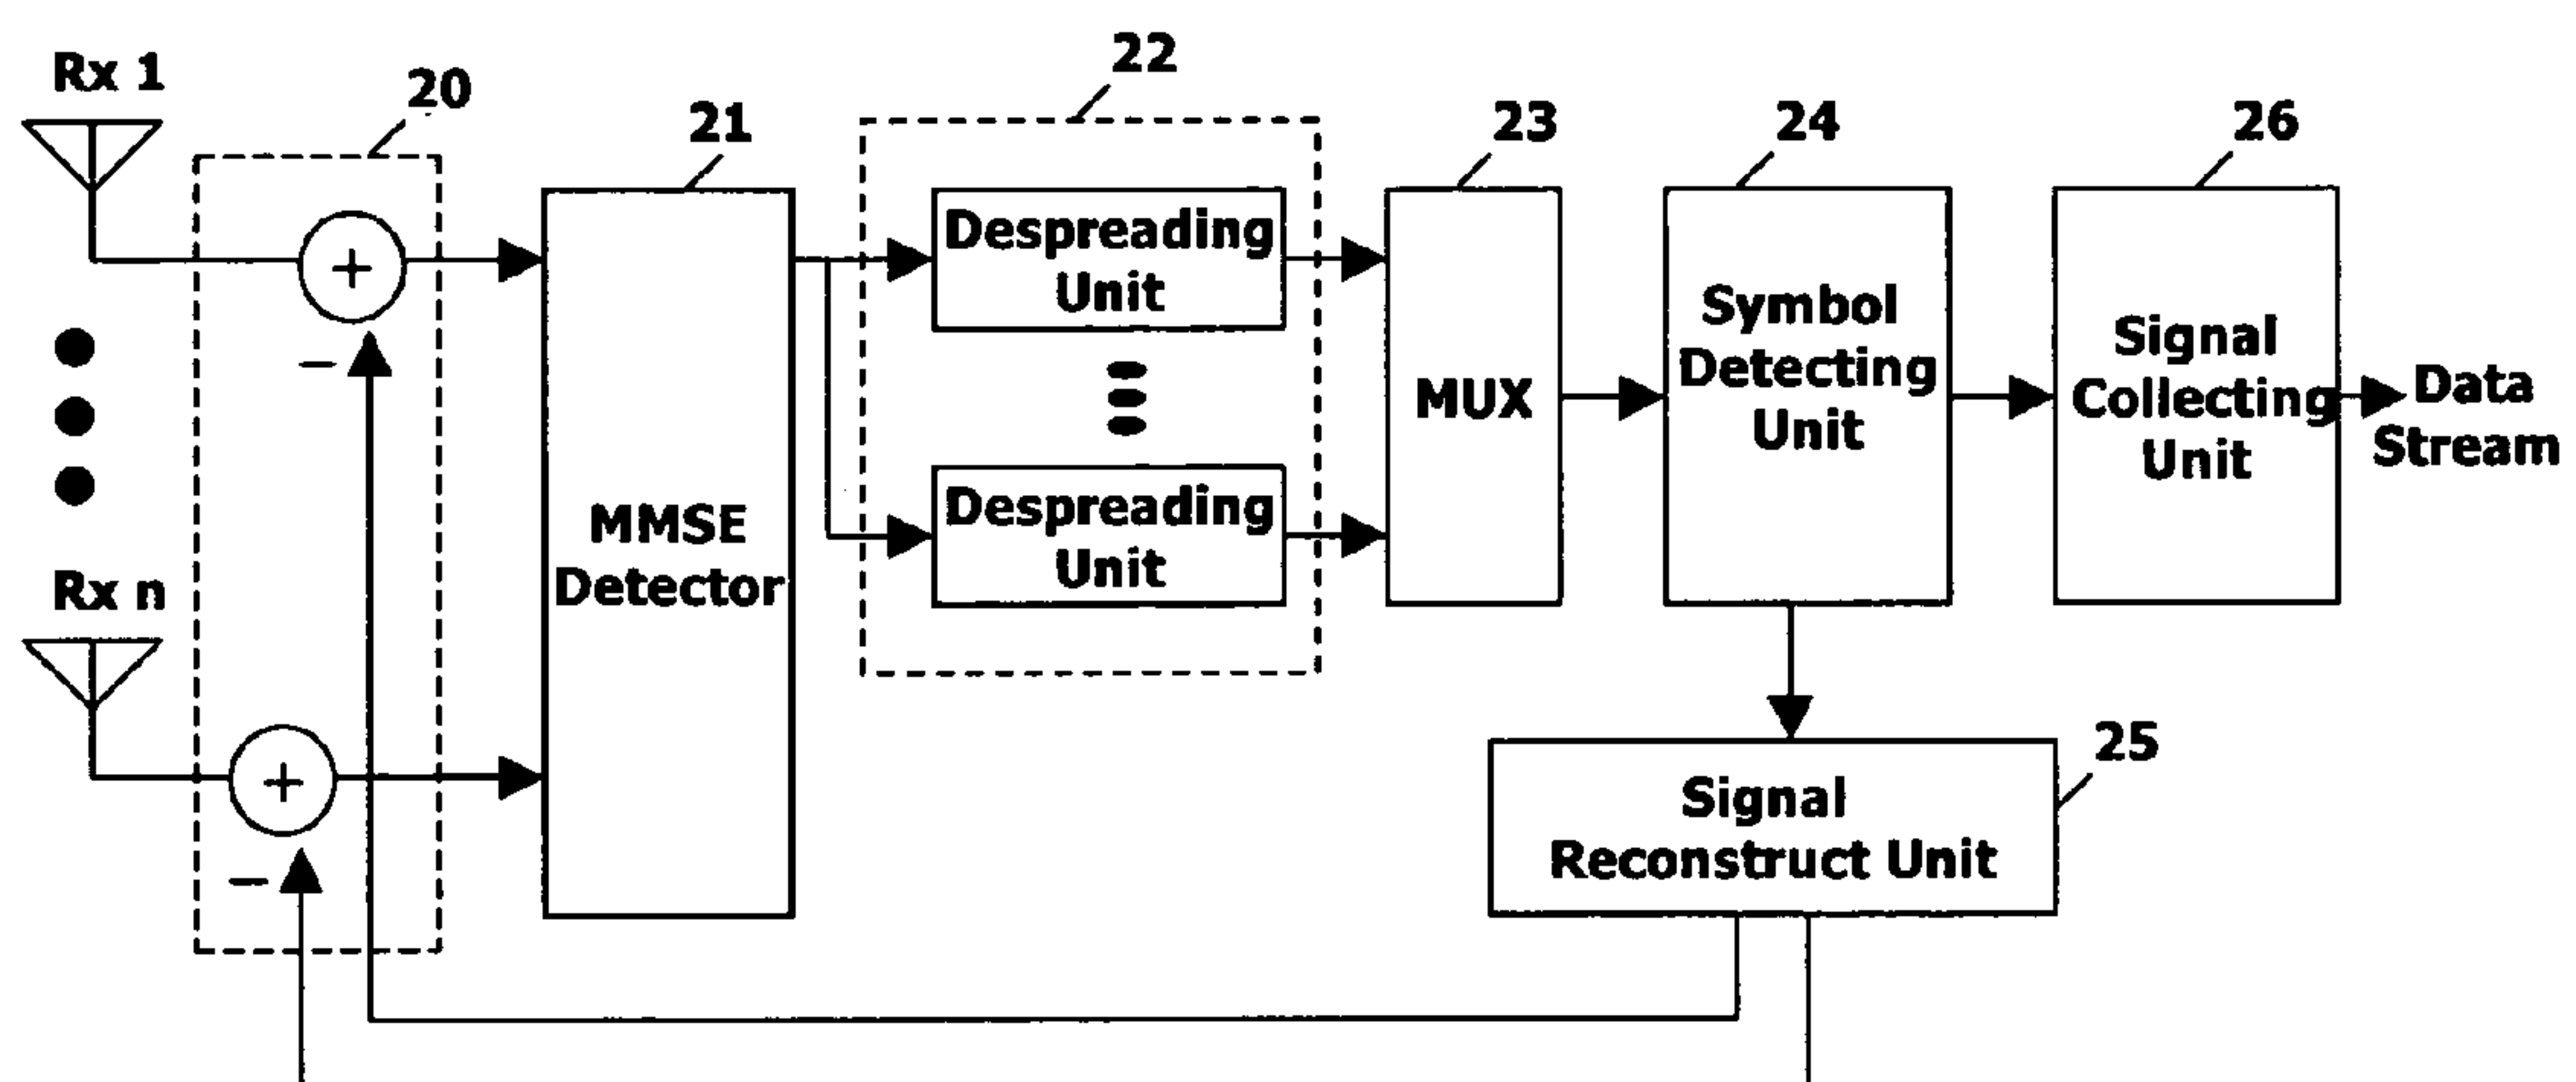 Rx 1
20
21
22
23
24
26
Despreading
Unit
Despreading
Unit
MMSE
Detector
MUX
Symbol
Detecting
Unit
Signal
Collecting
Unit
Data
Stream
Rx n
+
−
+
−
25
Signal
Reconstruct Unit